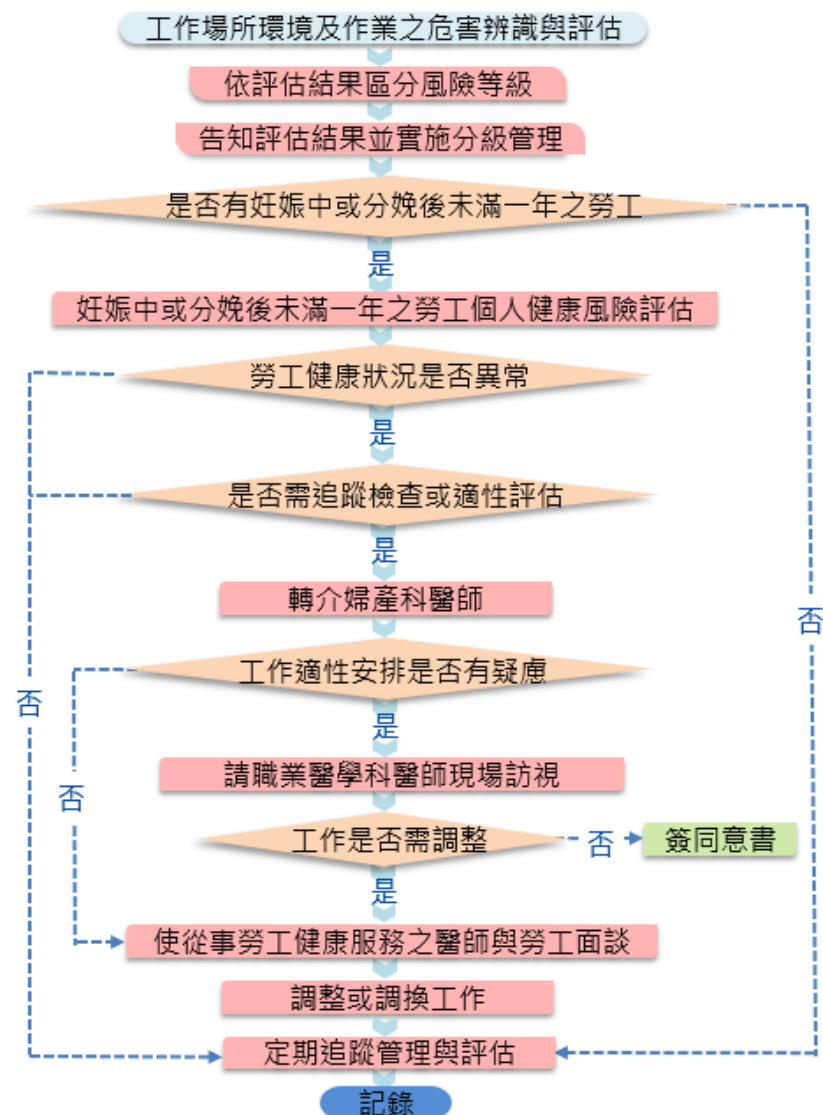 工作場所環境及作業之危害辨識與評估
依評估結果區分風險等級
告知評估結果並實施分級管理
是否有妊娠中或分娩後未滿一年之勞工
是
妊娠中或分娩後未滿一年之勞工個人健康風險評估
勞工健康狀況是否異常
是
是否需追蹤檢查或適性評估
是
轉介婦產科醫師
否
工作適性安排是否有疑慮
否
是
請職業醫學科醫師現場訪視
否
工作是否需調整
否
簽同意書
是
使從事勞工健康服務之醫師與勞工面談
調整或調換工作
定期追蹤管理與評估
記錄